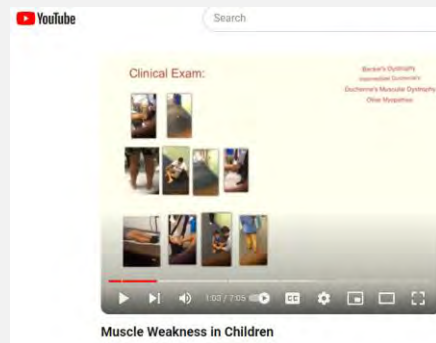 YouTube
Search
Clinical Exam:
Becker's Dystrophy
Intermediate Duchenne's
Duchenne's Muscular Dystrophy
Other Myopathies
1:03 / 7:05
CC
Muscle Weakness in Children